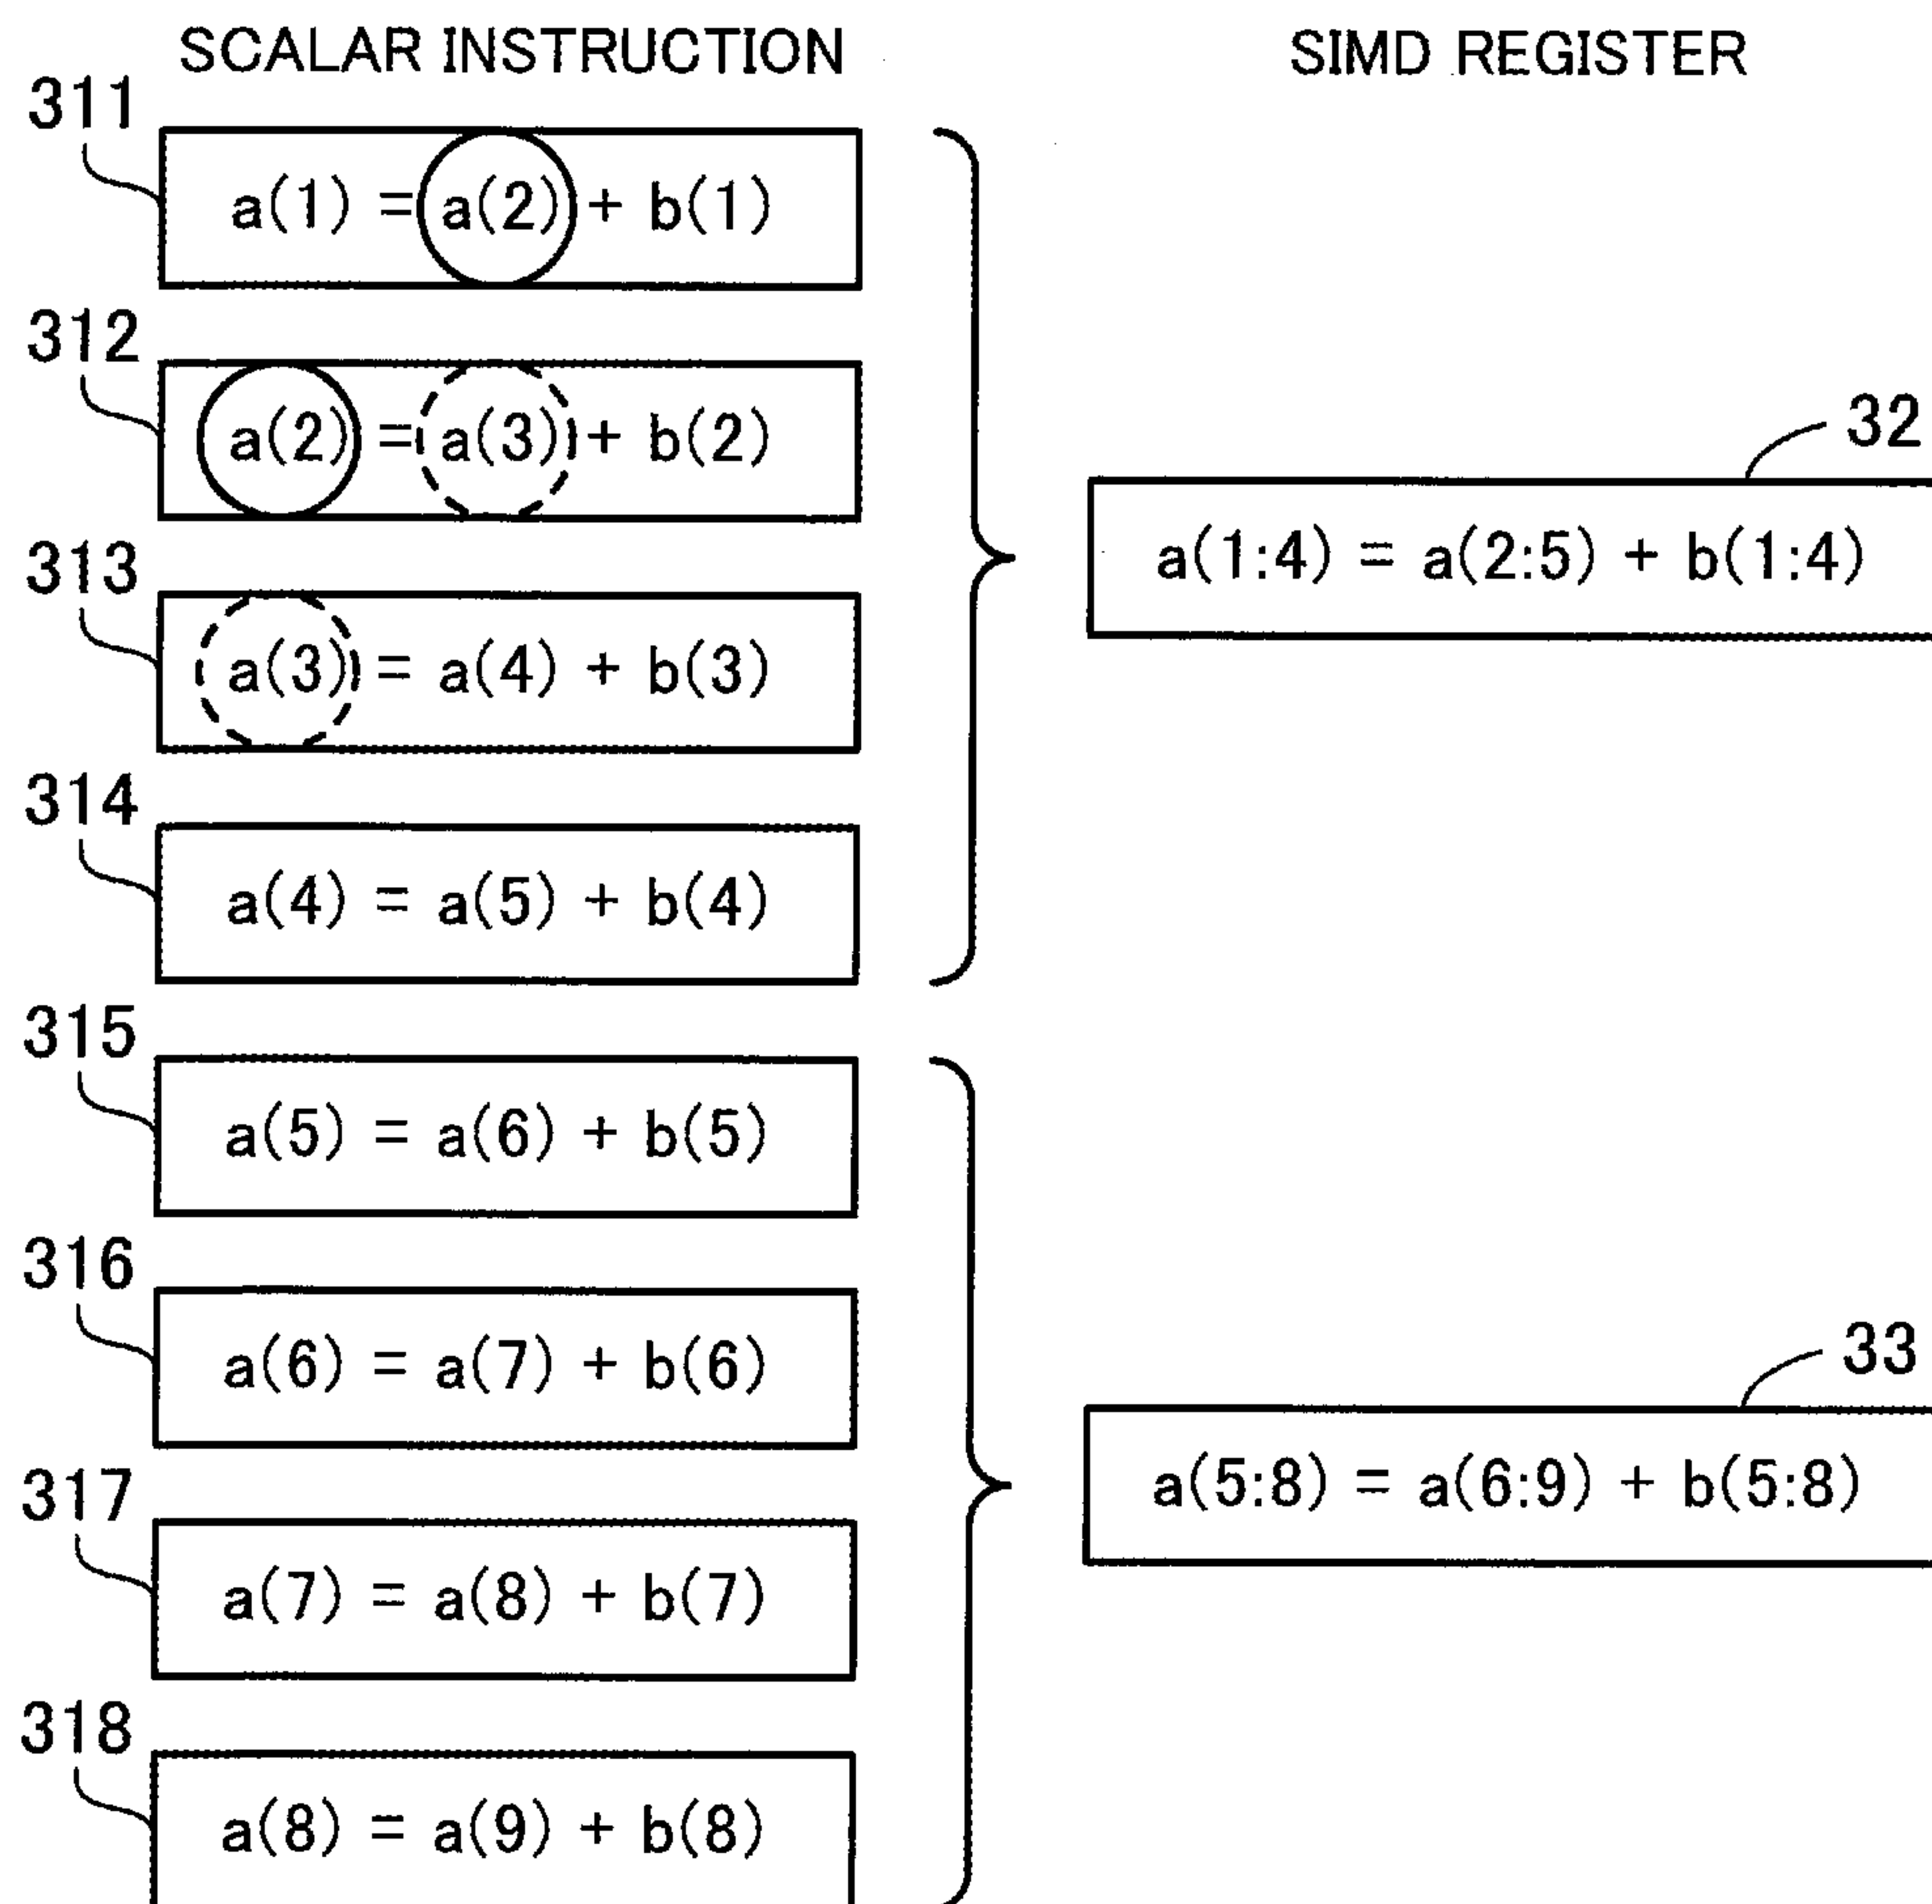 SCALAR INSTRUCTION
SIMD REGISTER
311
a(1) = a(2) + b(1)
312
a(2) = a(3) + b(2)
313
a(3) = a(4) + b(3)
314
a(4) = a(5) + b(4)
32
a(1:4) = a(2:5) + b(1:4)
315
a(5) = a(6) + b(5)
316
a(6) = a(7) + b(6)
317
a(7) = a(8) + b(7)
318
a(8) = a(9) + b(8)
33
a(5:8) = a(6:9) + b(5:8)